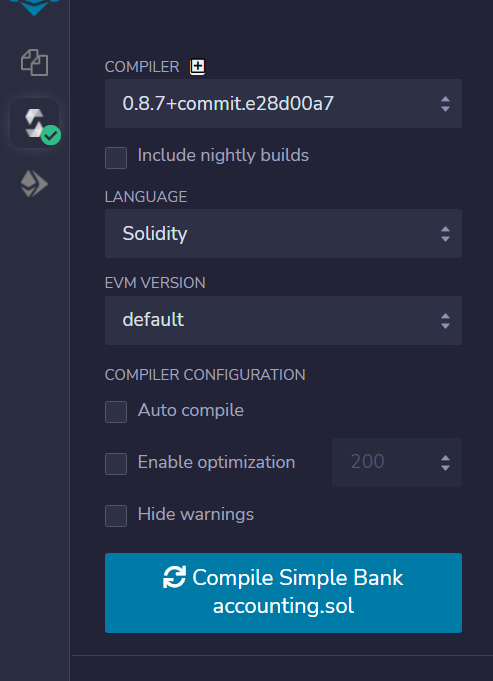 COMPILER
0.8.7+commit.e28d00a7
Include nightly builds
LANGUAGE
Solidity
EVM VERSION
default
COMPILER CONFIGURATION
Auto compile
Enable optimization 200
Hide warnings
Compile Simple Bank
accounting.sol